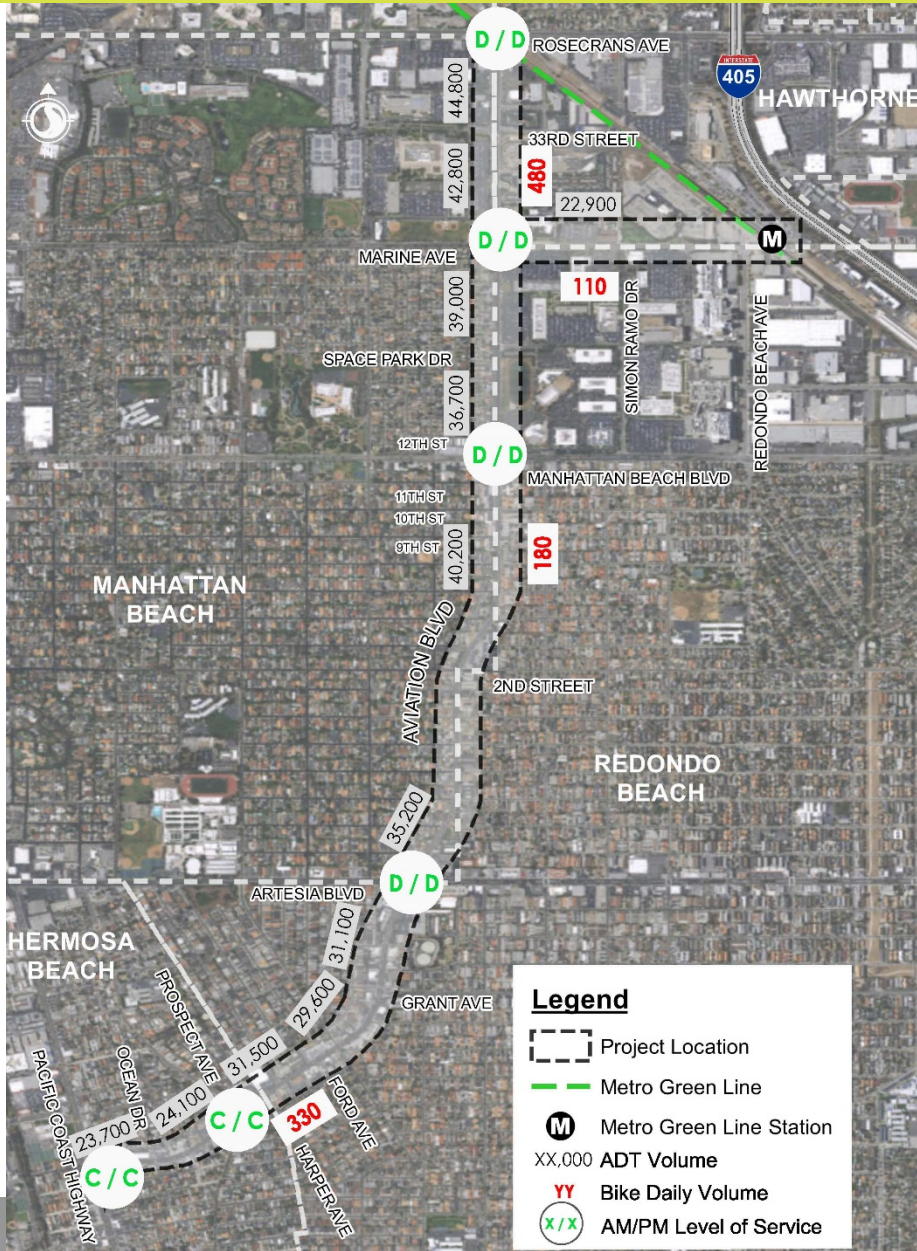 D / D
ROSECRANS AVE
INTERSTATE
405
HAWTHORNE
44,800
33RD STREET
42,800
480
22,900
D / D
M
MARINE AVE
110
39,000
SIMON RAMO DR
REDONDO BEACH AVE
SPACE PARK DR
36,700
12TH ST
D / D
MANHATTAN BEACH BLVD
11TH ST
10TH ST
9TH ST
40,200
180
MANHATTAN
BEACH
AVIATION BLVD
2ND STREET
REDONDO
BEACH
35,200
D / D
ARTESIA BLVD
31,100
HERMOSA
BEACH
GRANT AVE
PROSPECT AVE
29,600
31,500
OCEAN DR
24,100
FORD AVE
PACIFIC COAST HIGHWAY
23,700
C / C
330
HARPER AVE
C / C
Legend
Project Location
Metro Green Line
M Metro Green Line Station
XX,000 ADT Volume
YY Bike Daily Volume
X / X AM/PM Level of Service